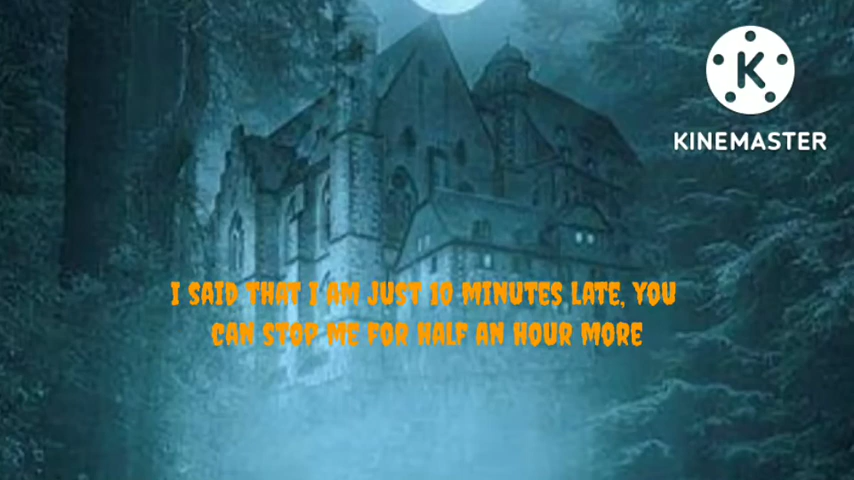 K
KINEMASTER
I SAID THAT I AM JUST 10 MINUTES LATE, YOU
CAN STOP ME FOR HALF AN HOUR MORE